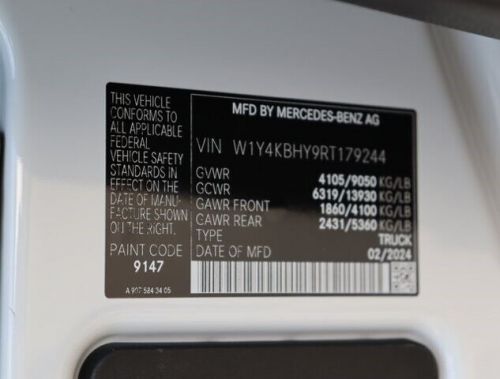 THIS VEHICLE
CONFORMS TO
ALL APPLICABLE
FEDERAL
VEHICLE SAFETY
STANDARDS IN
EFFECT ON THE
DATE OF MANU-
FACTURE SHOWN
ON THE RIGHT.
PAINT CODE
9147
A 907 584 34 05
MFD BY MERCEDES-BENZ AG
VIN W1Y4KBHY9RT179244
GVWR 4105/9050 KG/LB
GCWR 6319/13930 KG/LB
GAWR FRONT 1860/4100 KG/LB
GAWR REAR 2431/5360 KG/LB
TYPE TRUCK
DATE OF MFD 02/2024